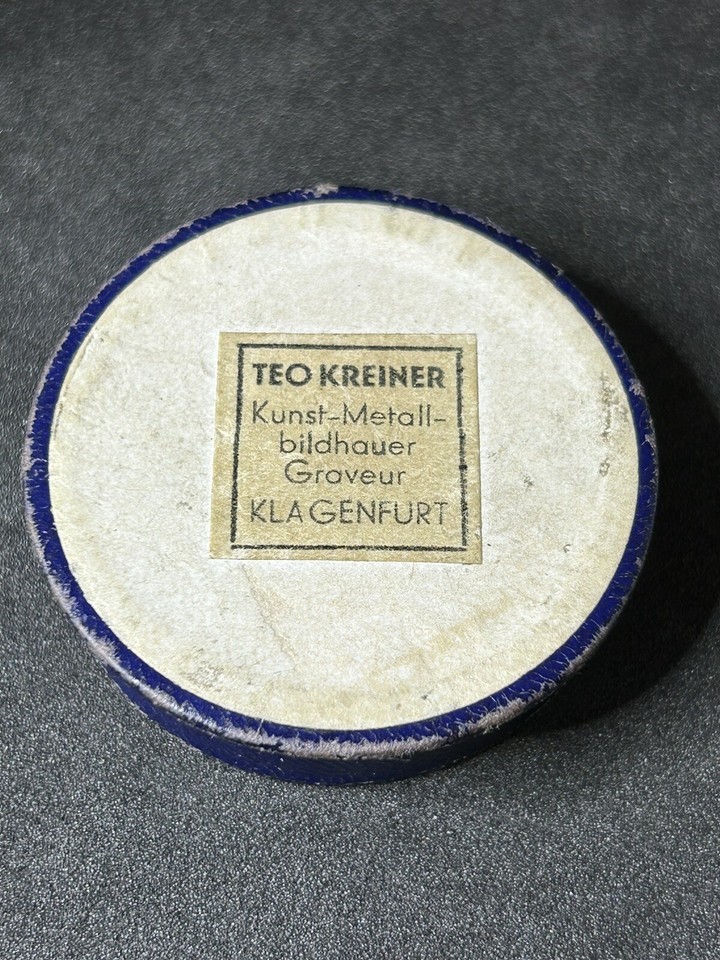 TEO KREINER
Kunst-Metall-
bildhauer
Graveur
KLAGENFURT